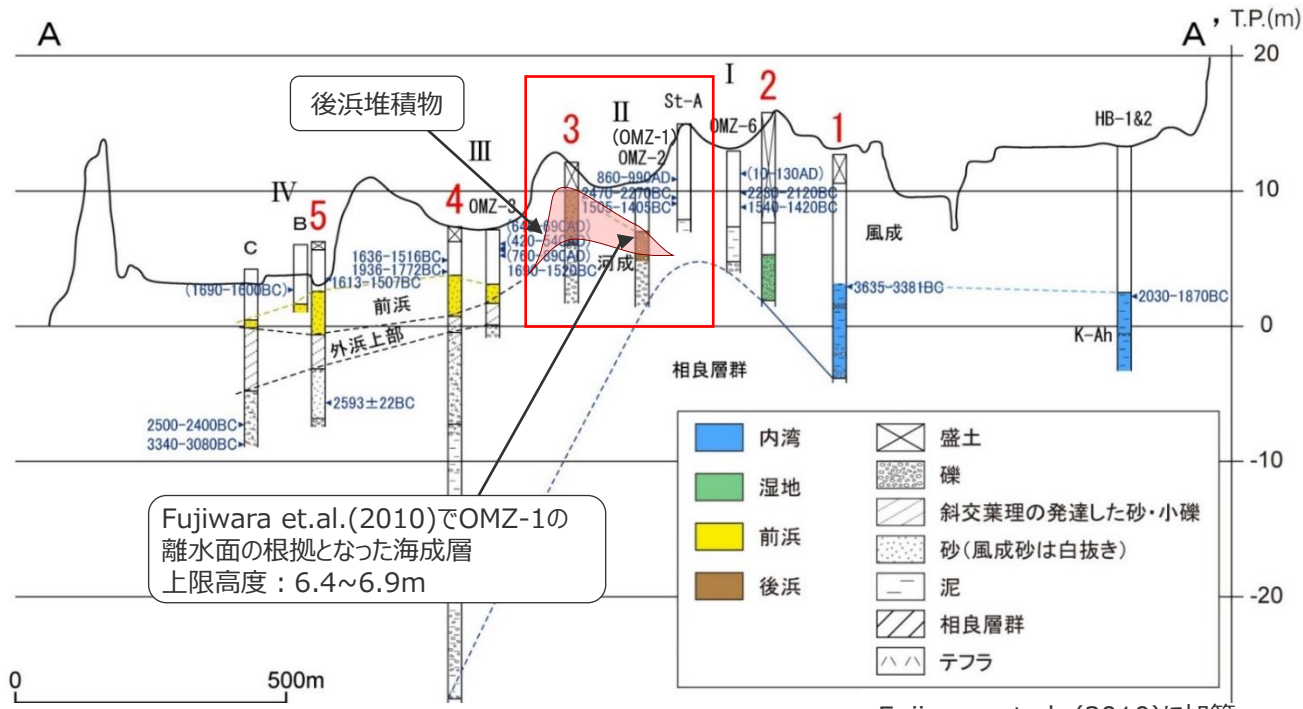 A
A'
T.P.(m)
20
後浜堆積物
I
St-A
2
3
II
(OMZ-1)
OMZ-2
OMZ-6
1
HB-1&2
III
860-990AD
2470-2270BC
1505-1405BC
(10-130AD)
2280-2120BC
1540-1420BC
10
IV
B
5
C
4
OMZ-3
(420-540AD)
1690-1520BC
河成
風成
1636-1516BC
1936-1772BC
(1690-1600BC)
1613-1507BC
前浜
外浜上部
3635-3381BC
2030-1870BC
K-Ah
0
相良層群
2593±22BC
2500-2400BC
3340-3080BC
-10
Fujiwara et.al.(2010)でOMZ-1の
離水面の根拠となった海成層
上限高度：6.4~6.9m
内湾
湿地
前浜
後浜
盛土
礫
斜交葉理の発達した砂・小礫
砂(風成砂は白抜き)
泥
相良層群
テフラ
-20
0
500m